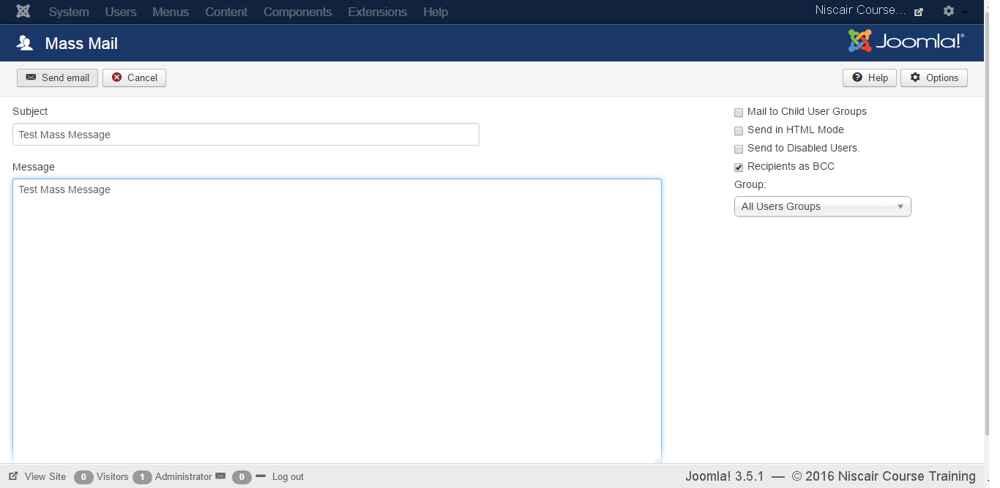 System Users Menus Content Components Extensions Help Niscair Course...
Mass Mail Joomla!®
Send email Cancel Help Options
Subject
Test Mass Message
Message
Test Mass Message
Mail to Child User Groups
Send in HTML Mode
Send to Disabled Users.
Recipients as BCC
Group:
All Users Groups
View Site 0 Visitors 1 Administrator 0 Log out Joomla! 3.5.1 — © 2016 Niscair Course Training